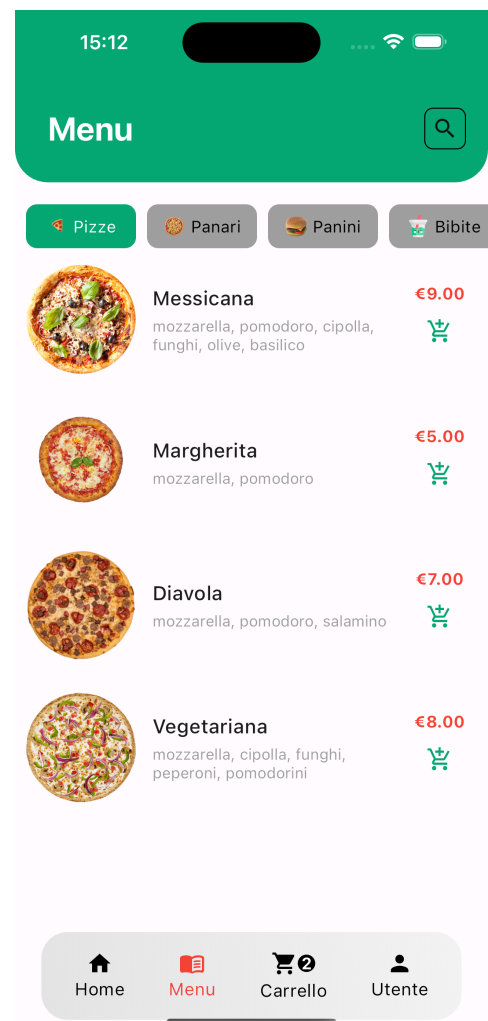 15:12
Menu
Pizze
Panari
Panini
Bibite
Messicana
€9.00
mozzarella, pomodoro, cipolla,
funghi, olive, basilico
Margherita
€5.00
mozzarella, pomodoro
Diavola
€7.00
mozzarella, pomodoro, salamino
Vegetariana
€8.00
mozzarella, cipolla, funghi,
peperoni, pomodorini
2
Home
Menu
Carrello
Utente